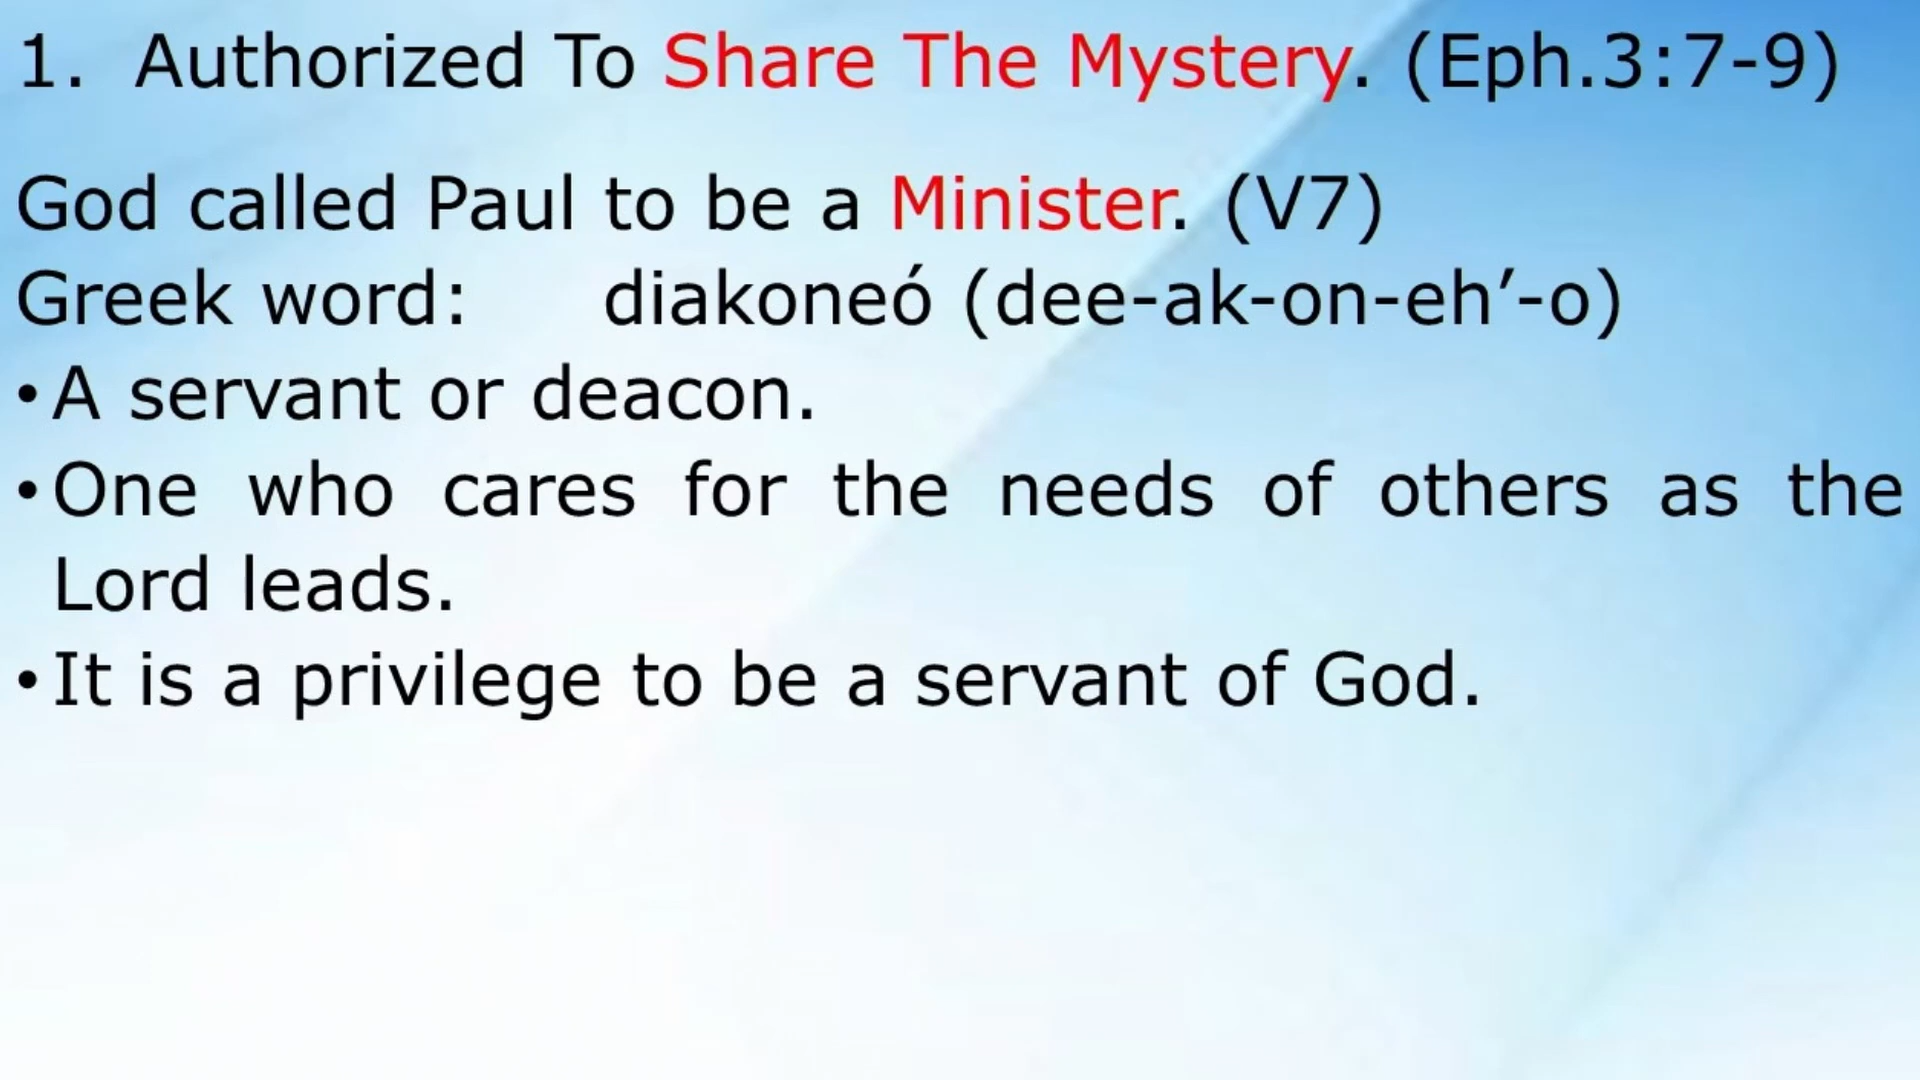 1. Authorized To Share The Mystery. (Eph.3:7-9)
God called Paul to be a Minister. (V7)
Greek word: diakoneó (dee-ak-on-eh’-o)
• A servant or deacon.
• One who cares for the needs of others as the
Lord leads.
• It is a privilege to be a servant of God.